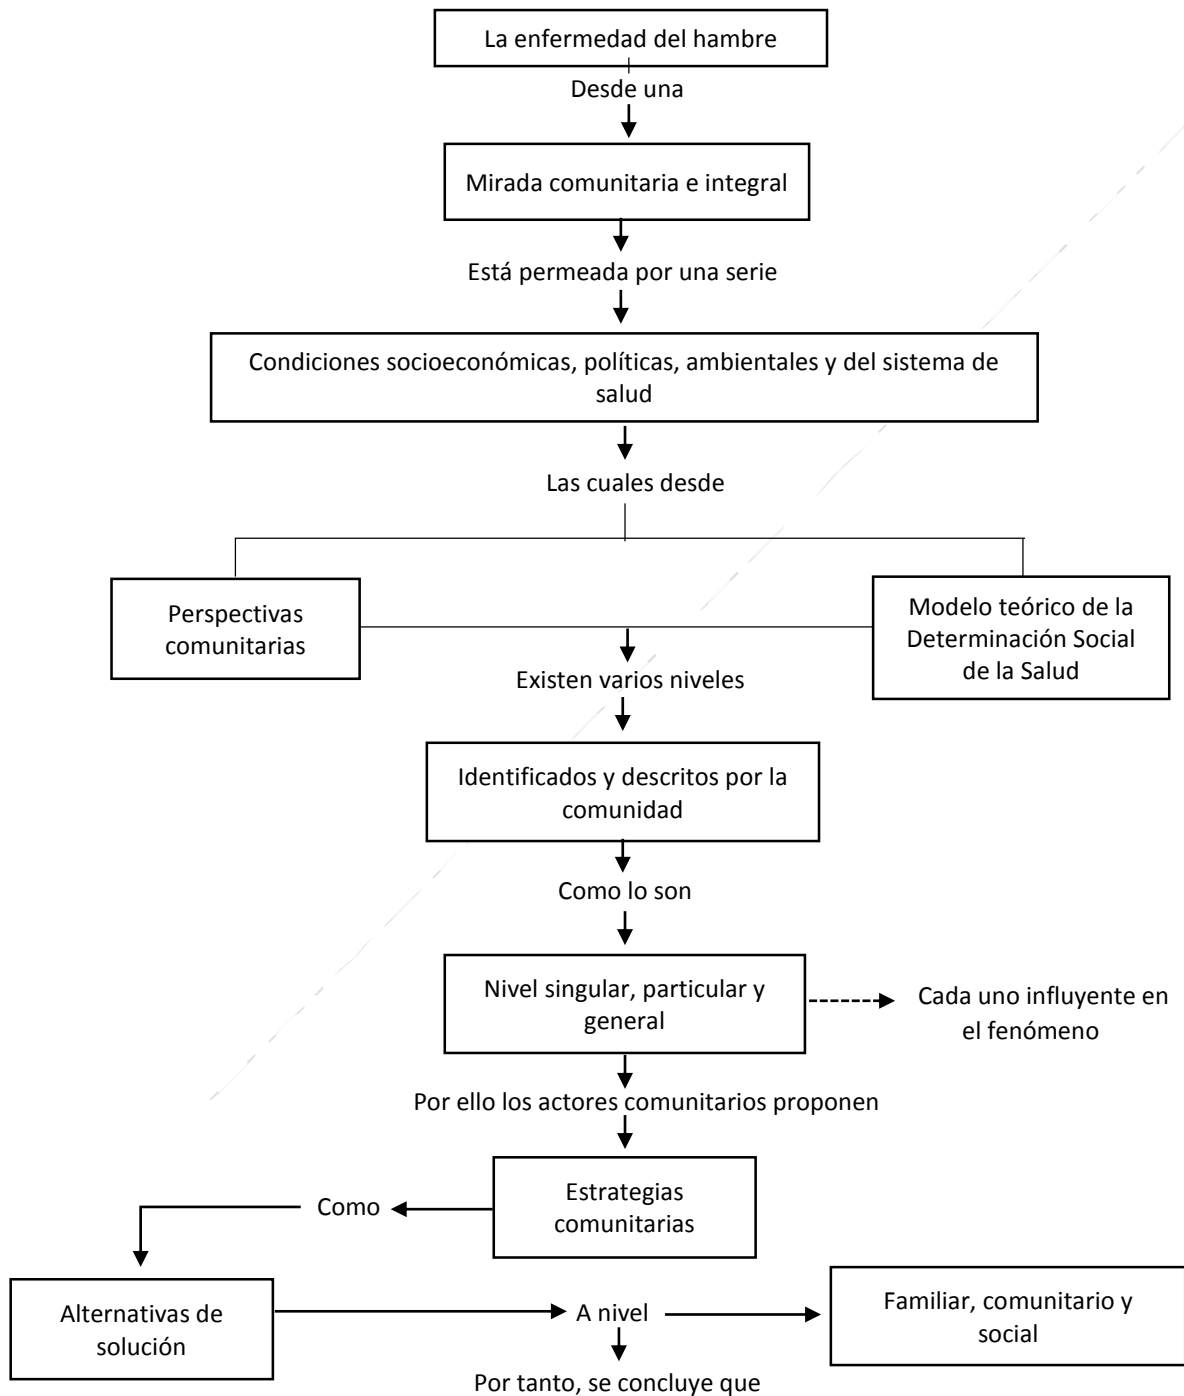 La enfermedad del hambre
Desde una
Mirada comunitaria e integral
Está permeada por una serie
Condiciones socioeconómicas, políticas, ambientales y del sistema de
salud
Las cuales desde
Perspectivas
comunitarias
Modelo teórico de la
Determinación Social
de la Salud
Existen varios niveles
Identificados y descritos por la
comunidad
Como lo son
Nivel singular, particular y
general
Cada uno influyente en
el fenómeno
Por ello los actores comunitarios proponen
Estrategias
comunitarias
Como
Alternativas de
solución
A nivel
Familiar, comunitario y
social
Por tanto, se concluye que